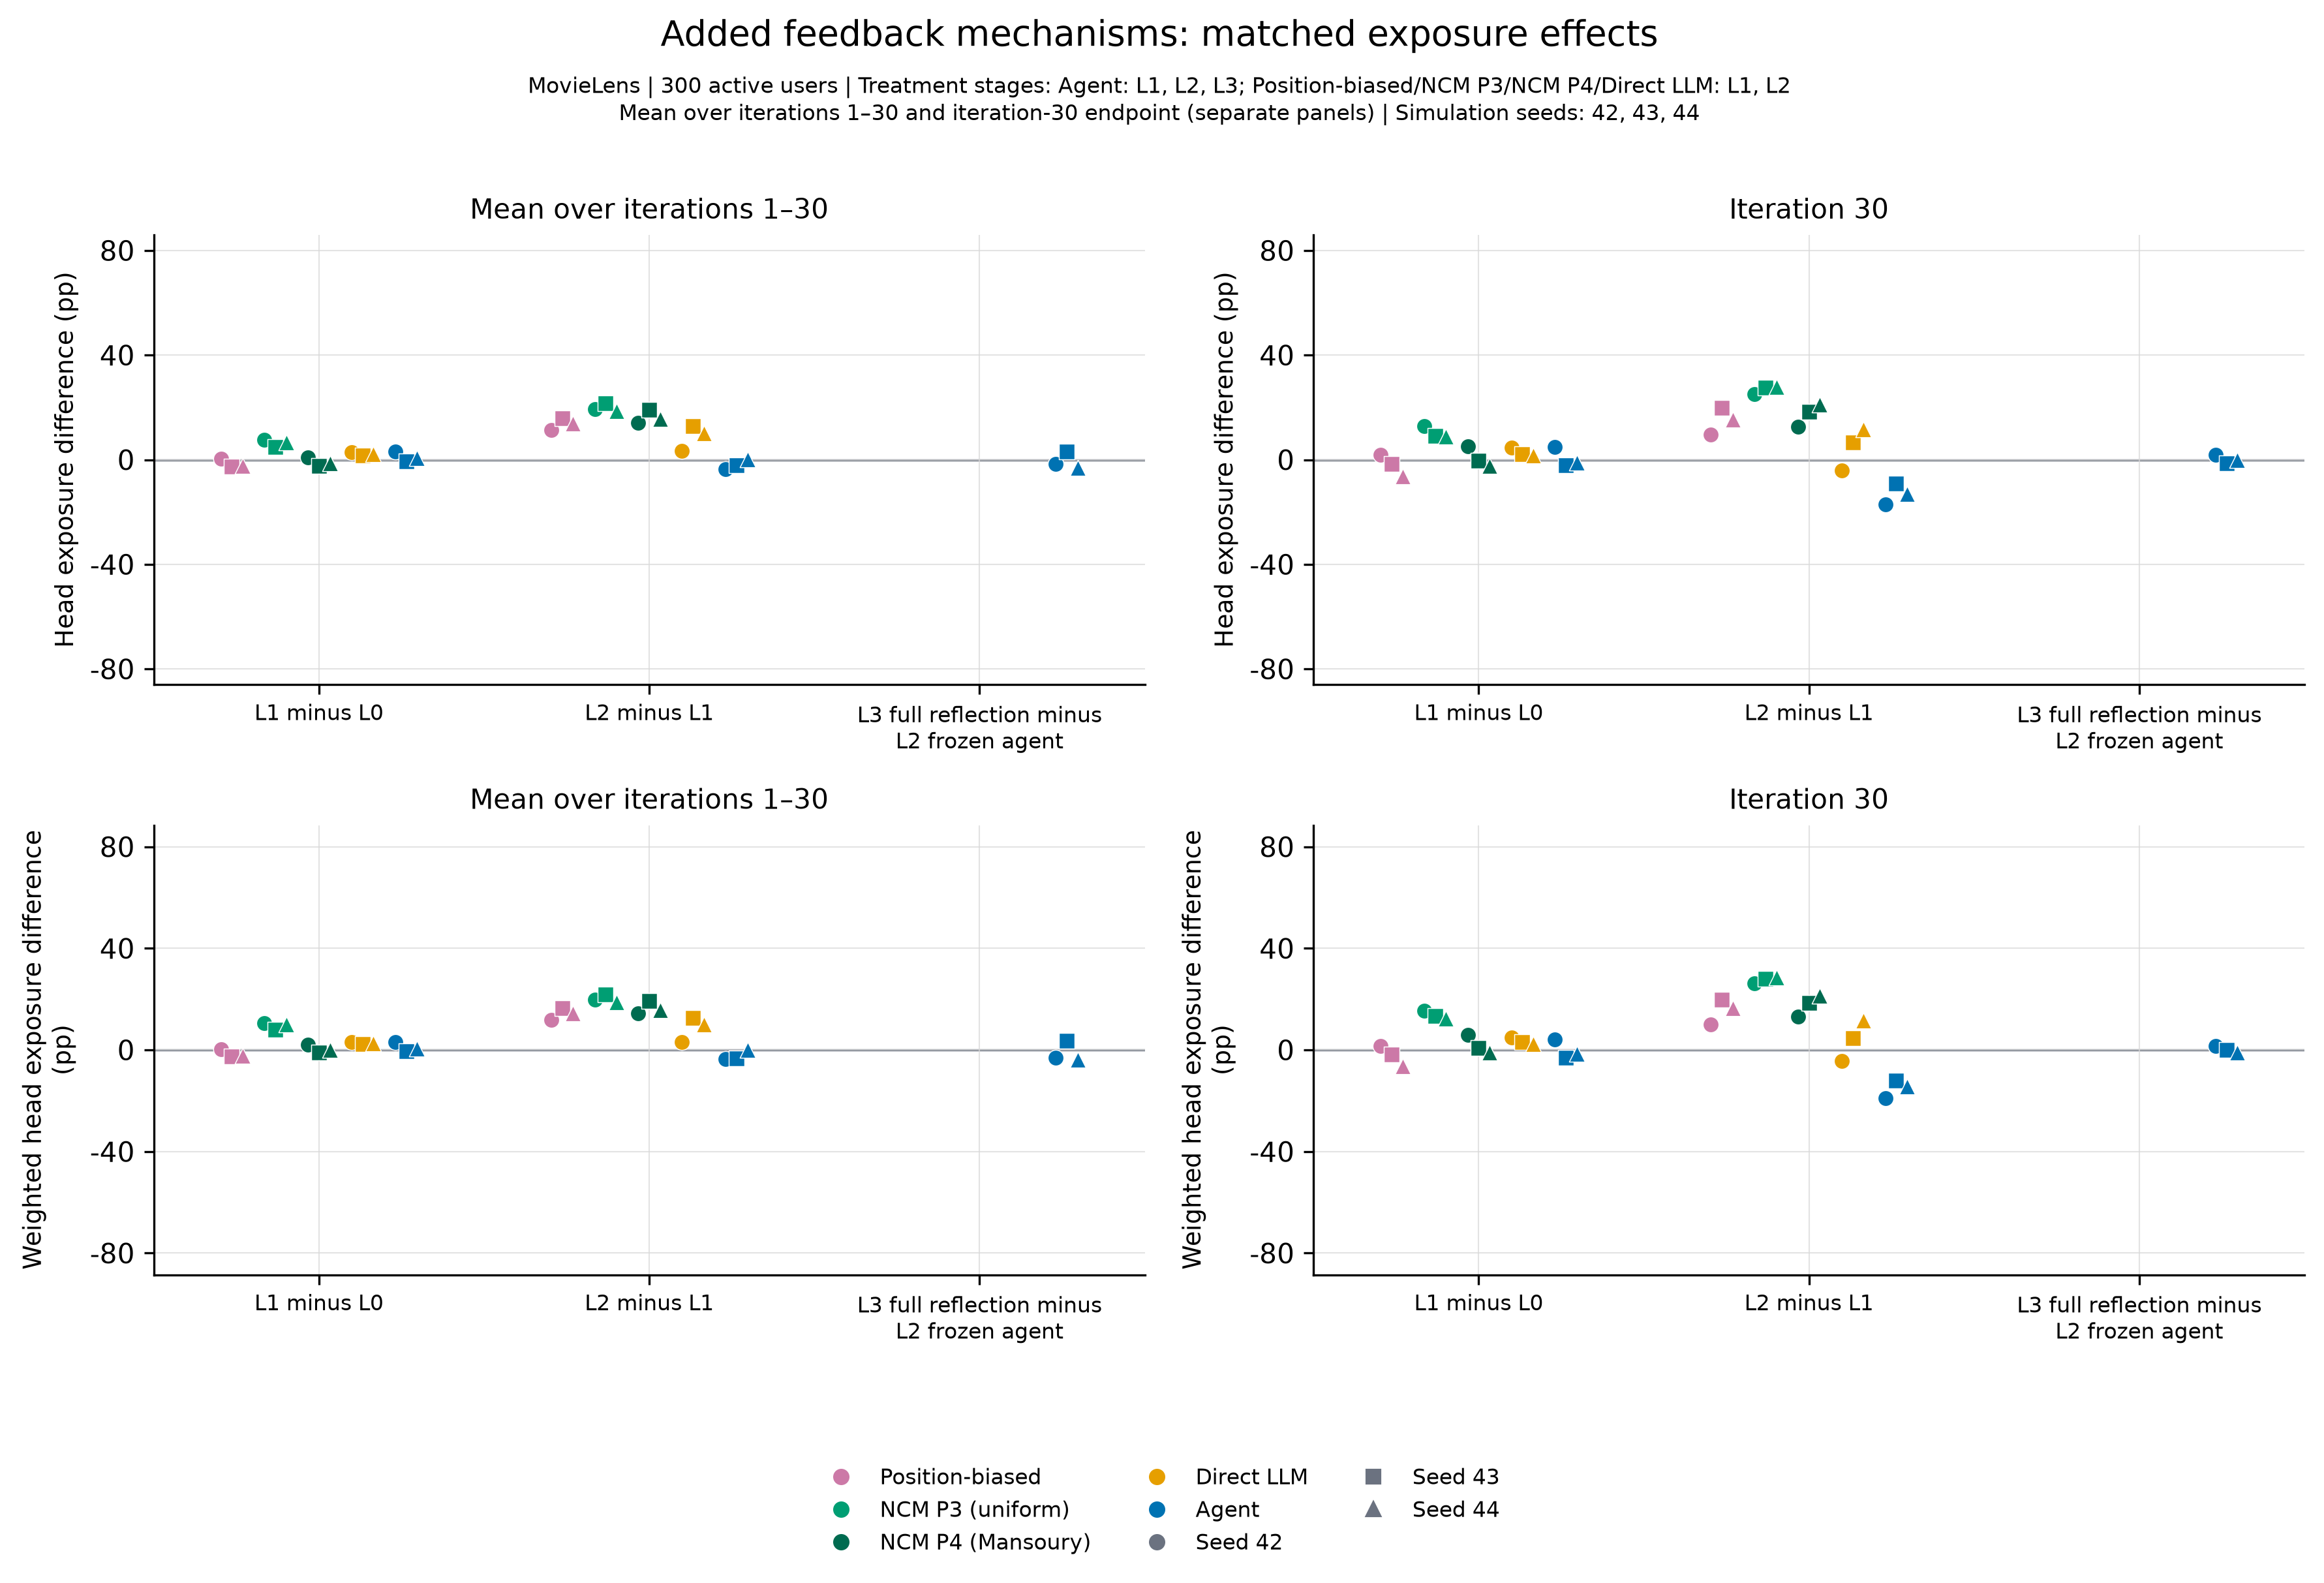 Added feedback mechanisms: matched exposure effects
MovieLens | 300 active users | Treatment stages: Agent: L1, L2, L3; Position-biased/NCM P3/NCM P4/Direct LLM: L1, L2
Mean over iterations 1–30 and iteration-30 endpoint (separate panels) | Simulation seeds: 42, 43, 44
Mean over iterations 1–30
Head exposure difference (pp)
80
40
0
-40
-80
L1 minus L0
L2 minus L1
L3 full reflection minus
L2 frozen agent
Iteration 30
Head exposure difference (pp)
80
40
0
-40
-80
L1 minus L0
L2 minus L1
L3 full reflection minus
L2 frozen agent
Mean over iterations 1–30
Weighted head exposure difference
(pp)
80
40
0
-40
-80
L1 minus L0
L2 minus L1
L3 full reflection minus
L2 frozen agent
Iteration 30
Weighted head exposure difference
(pp)
80
40
0
-40
-80
L1 minus L0
L2 minus L1
L3 full reflection minus
L2 frozen agent
Position-biased
NCM P3 (uniform)
NCM P4 (Mansoury)
Direct LLM
Agent
Seed 42
Seed 43
Seed 44